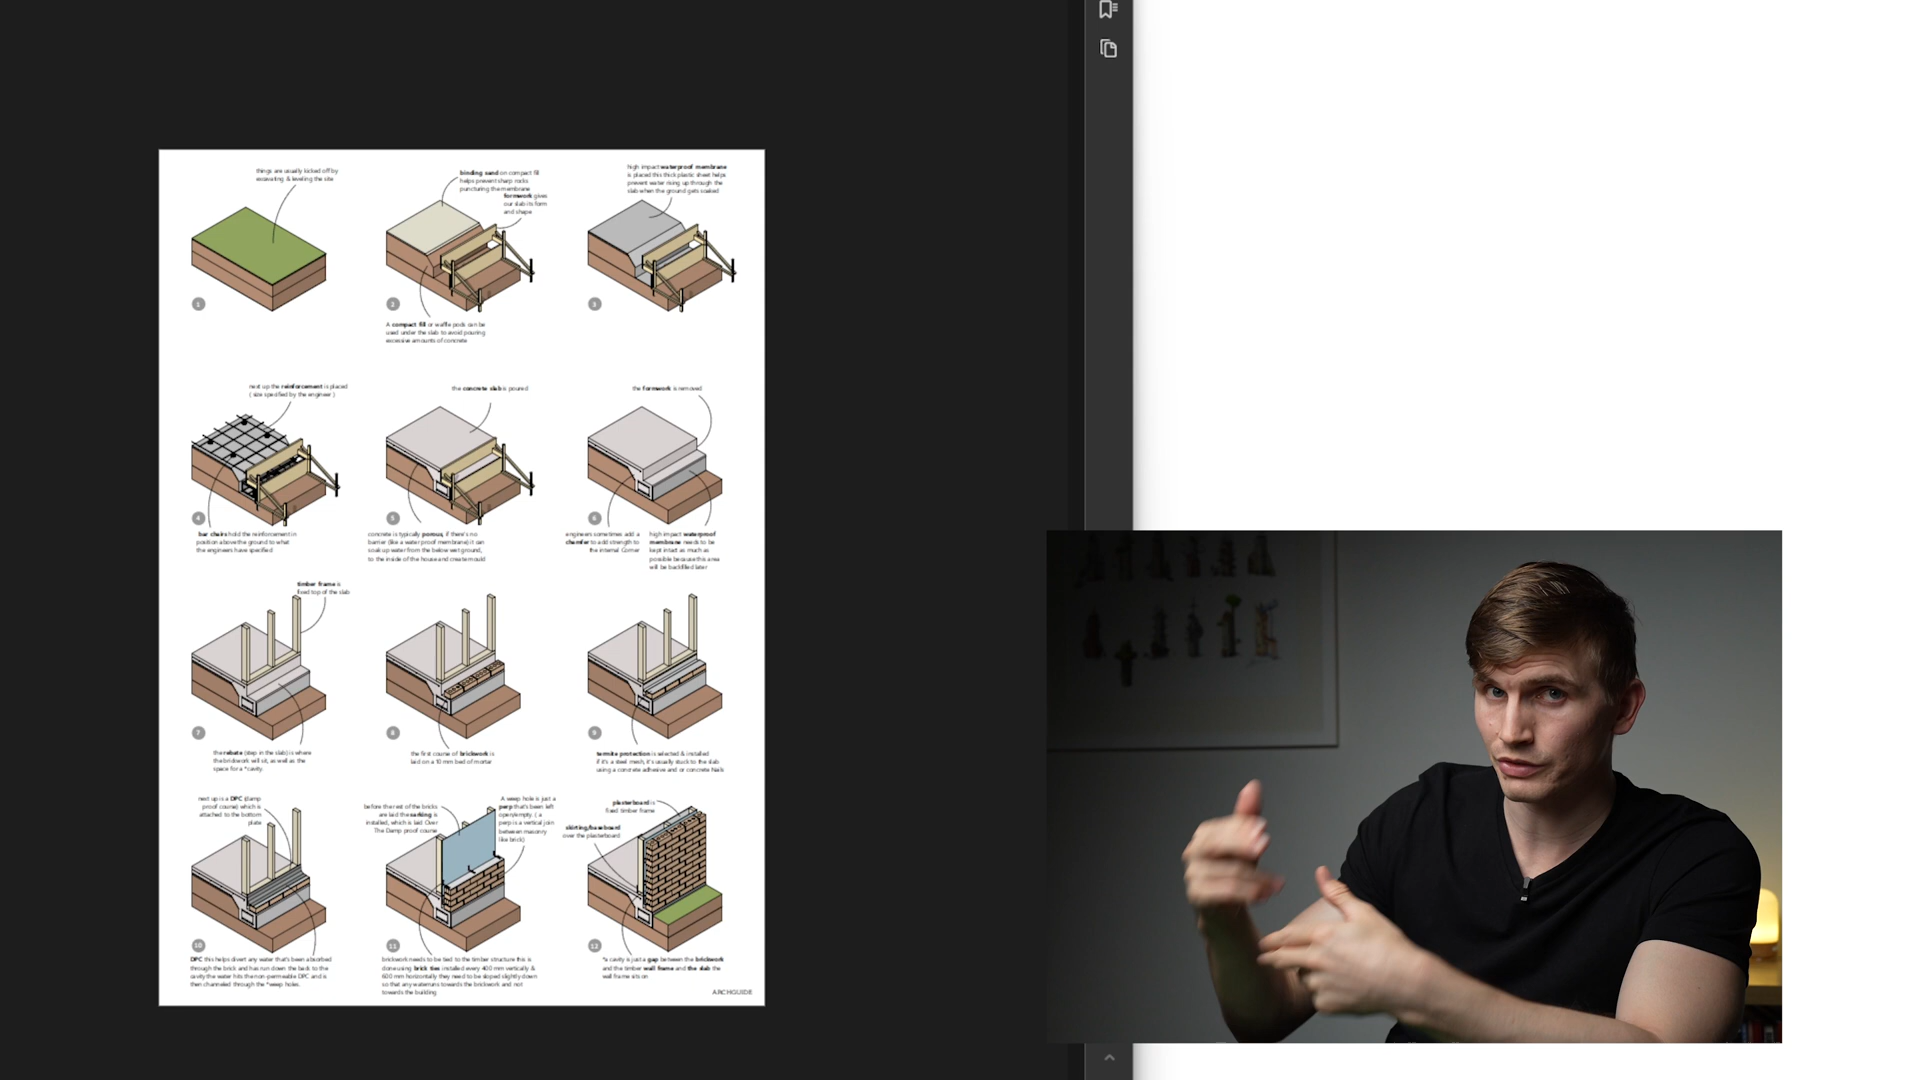 things are usually kicked off by
excavating & leveling the site
1
binding sand on compact fill
helps prevent sharp rocks
puncturing the membrane
formwork gives
our slab its form
and shape
2
A compact fill or waffle pods can be
used under the slab to avoid pouring
excessive amounts of concrete
high impact waterproof membrane
is placed this thick plastic sheet helps
prevent water rising up through the
slab when the ground gets soaked
3
next up the reinforcement is placed
( size specified by the engineer )
4
bar chairs hold the reinforcement in
position above the ground to what
the engineers have specified
the concrete slab is poured
5
concrete is typically porous, if there's no
barrier (like a water proof membrane) it can
soak up water from the below wet ground,
to the inside of the house and create mould
the formwork is removed
6
engineers sometimes add a
chamfer to add strength to
the internal Corner
high impact waterproof
membrane needs to be
kept intact as much as
possible because this area
will be backfilled later
timber frame is
fixed top of the slab
7
the rebate (step in the slab) is where
the brickwork will sit, as well as the
space for a *cavity.
8
the first course of brickwork is
laid on a 10 mm bed of mortar
9
termite protection is selected & installed
if it's a steel mesh, it's usually stuck to the slab
using a concrete adhesive and or concrete Nails
next up is a DPC (damp
proof course) which is
attached to the bottom
plate
10
DPC this helps divert any water that's been absorbed
through the brick and has run down the back to the
cavity the water hits the non-permeable DPC and is
then channeled through the *weep holes.
before the rest of the bricks
are laid the sarking is
installed, which is laid Over
The Damp proof course
A weep hole is just a
perp that's been left
open/empty. ( a
perp is a vertical join
between masonry
like brick)
11
brickwork needs to be tied to the timber structure this is
done using brick ties installed every 400 mm vertically &
600 mm horizontally they need to be sloped slightly down
so that any water runs towards the brickwork and not
towards the building
plasterboard is
fixed timber frame
skirting/baseboard
over the plasterboard
12
*a cavity is just a gap between the brickwork
and the timber wall frame and the slab the
wall frame sits on
ARCHGUIDE